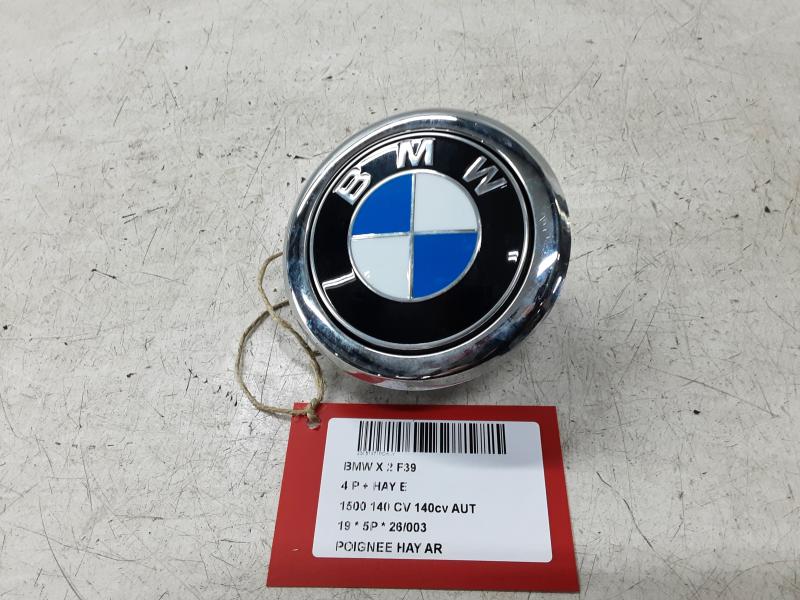 BMW
BMW X 2 F39
4 P + HAY E
1500 140 CV 140cv AUT
19 * 5P * 26/003
POIGNEE HAY AR